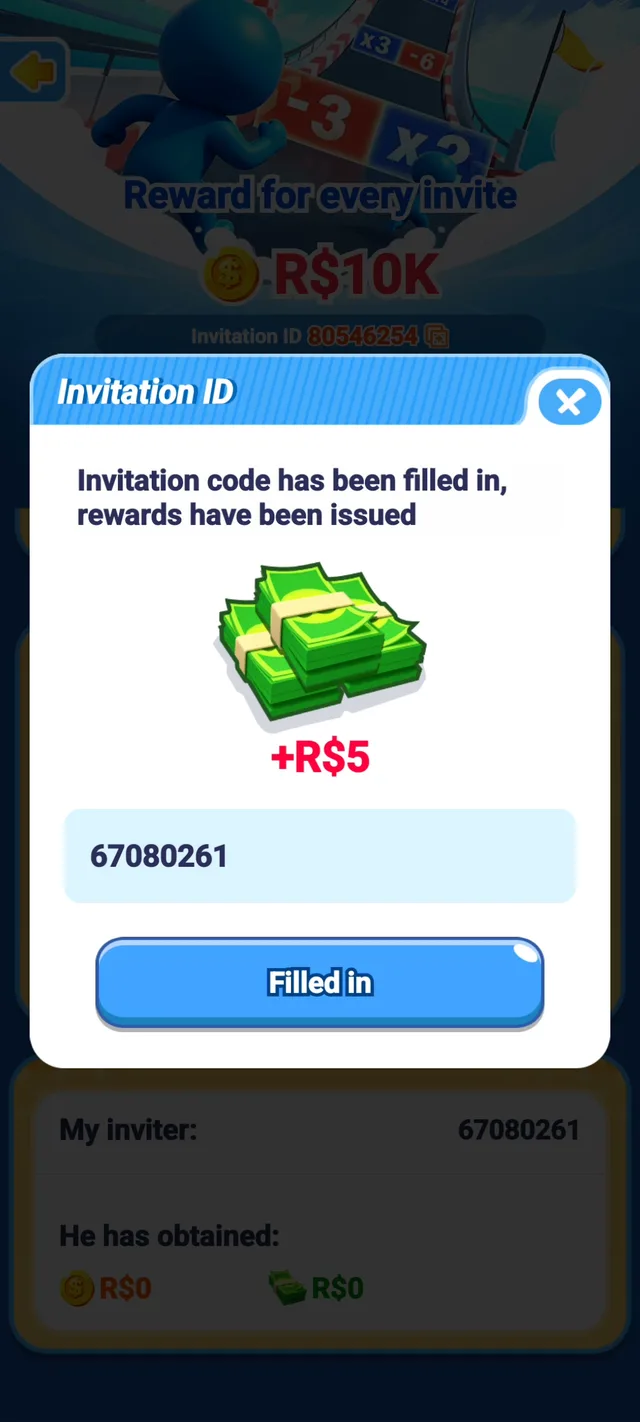 x3 -6
-3 x2
Reward for every invite
R$10K
Invitation ID 80546254
Invitation ID
Invitation code has been filled in,
rewards have been issued
+R$5
67080261
Filled in
My inviter: 67080261
He has obtained:
R$0 R$0